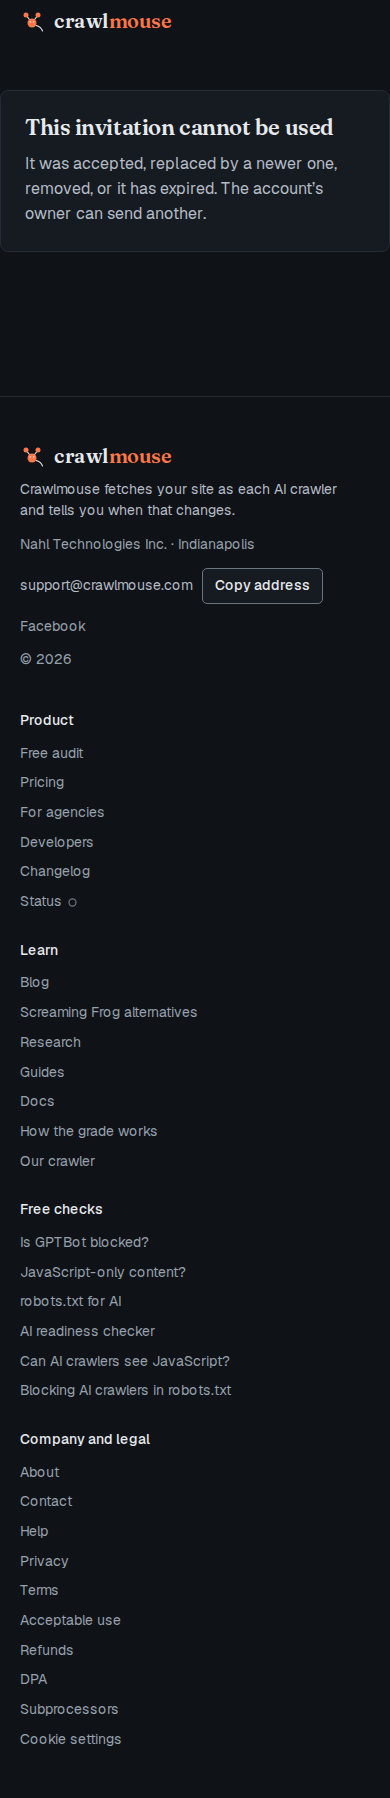 crawlmouse
This invitation cannot be used
It was accepted, replaced by a newer one,
removed, or it has expired. The account's
owner can send another.
crawlmouse
Crawlmouse fetches your site as each AI crawler
and tells you when that changes.
Nahl Technologies Inc. · Indianapolis
support@crawlmouse.com Copy address
Facebook
© 2026
Product
Free audit
Pricing
For agencies
Developers
Changelog
Status
Learn
Blog
Screaming Frog alternatives
Research
Guides
Docs
How the grade works
Our crawler
Free checks
Is GPTBot blocked?
JavaScript-only content?
robots.txt for AI
AI readiness checker
Can AI crawlers see JavaScript?
Blocking AI crawlers in robots.txt
Company and legal
About
Contact
Help
Privacy
Terms
Acceptable use
Refunds
DPA
Subprocessors
Cookie settings